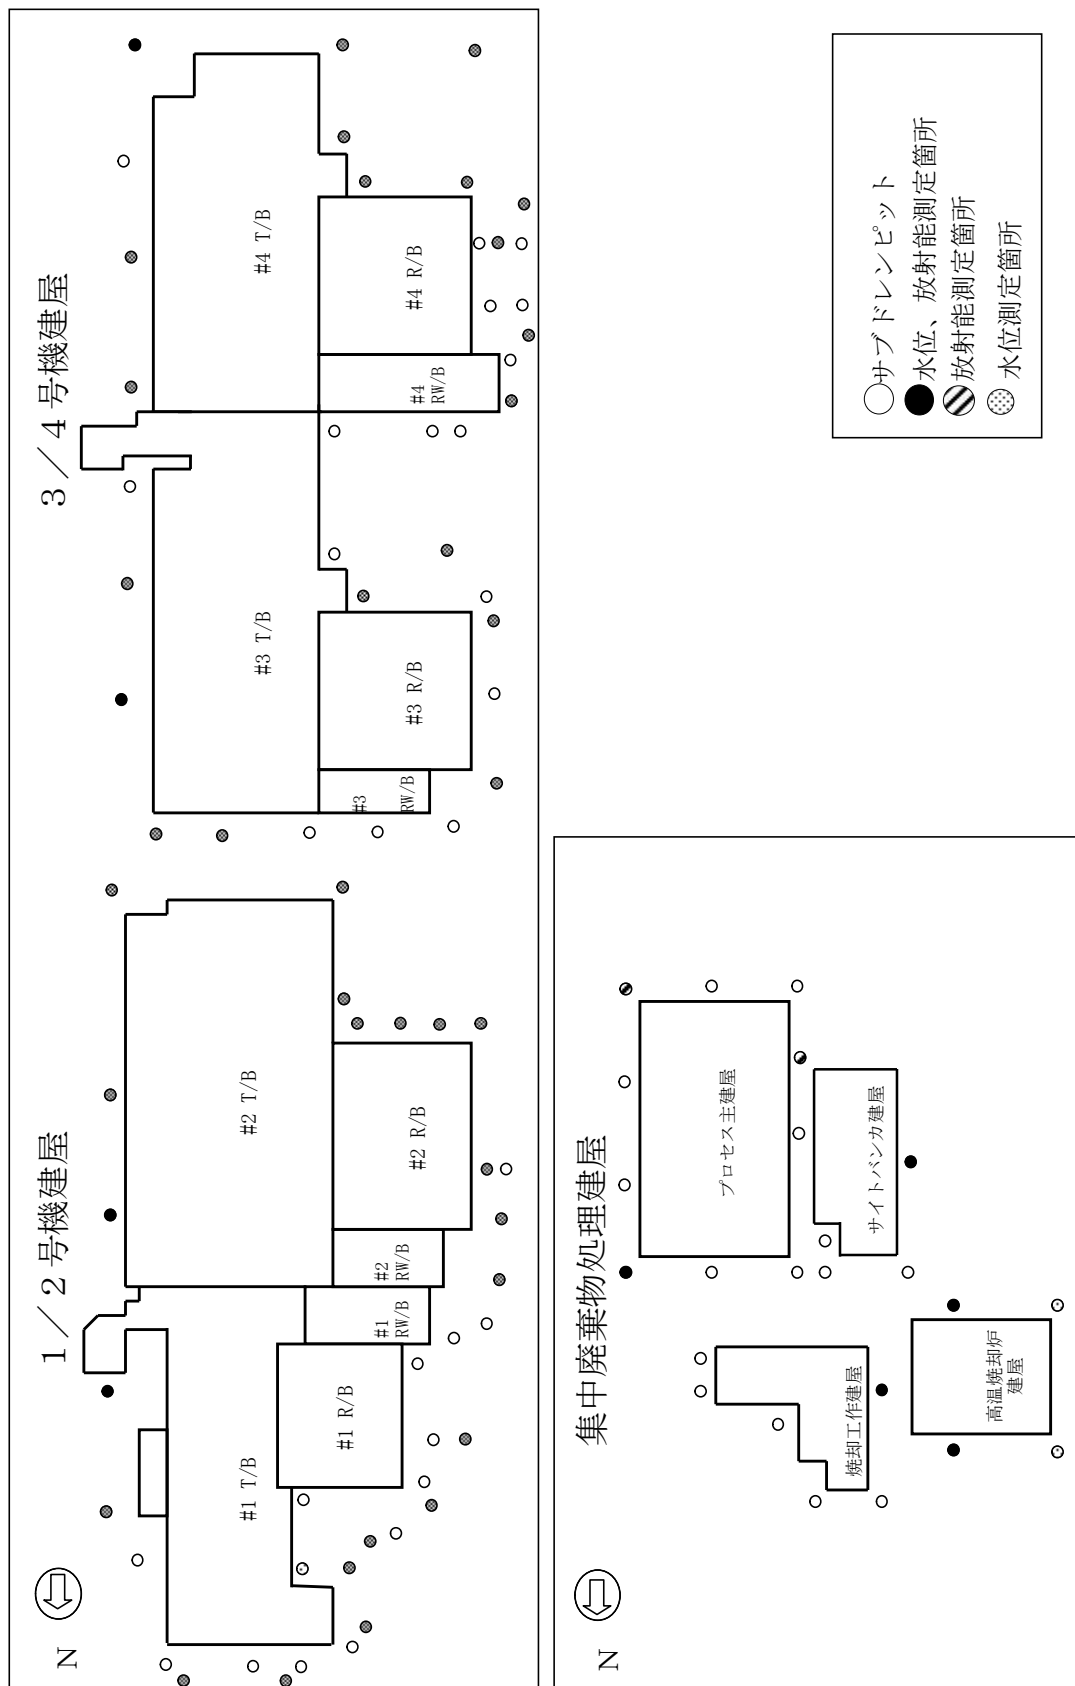 1／2 号機建屋
3／4 号機建屋
N
#1 T/B
#1 R/B
#1
RW/B
#2
RW/B
#2 T/B
#2 R/B
#3 T/B
#3
RW/B
#3 R/B
#4 T/B
#4
RW/B
#4 R/B
集中廃棄物処理建屋
N
焼却工作建屋
高温焼却炉
建屋
プロセス主建屋
サイトバンカ建屋
サブドレンピット
水位、放射能測定箇所
放射能測定箇所
水位測定箇所